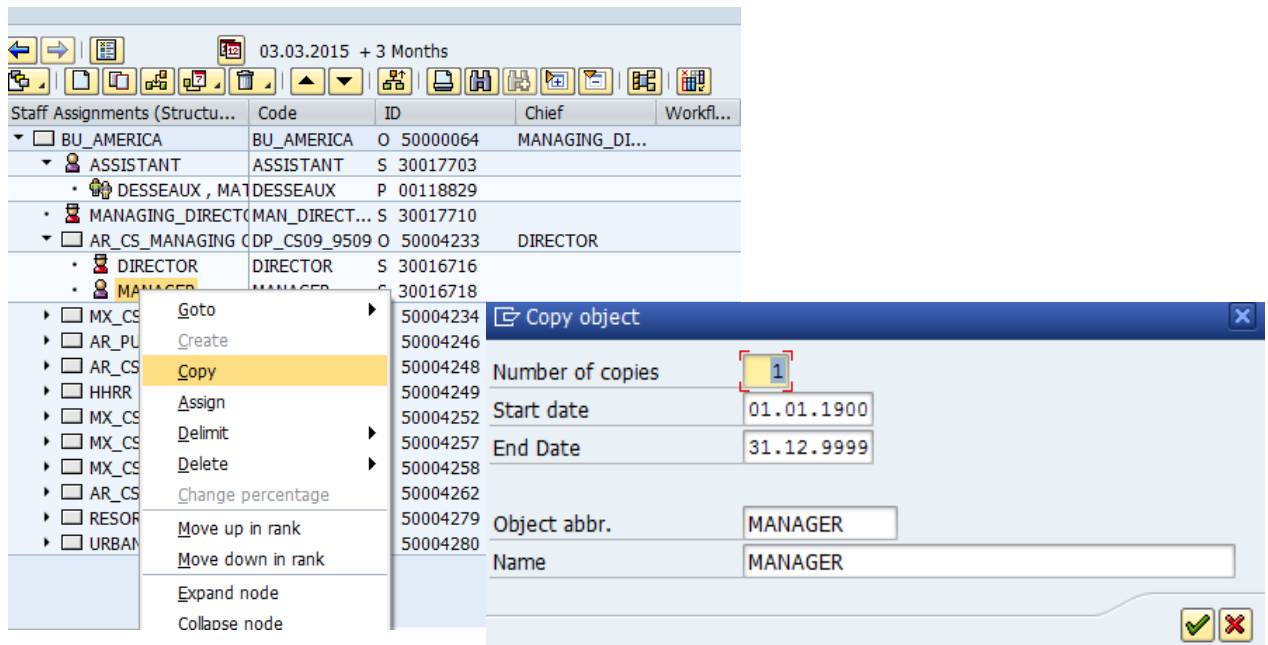 03.03.2015 + 3 Months
Staff Assignments (Structu... Code ID Chief Workfl...
BU_AMERICA BU_AMERICA O 50000064 MANAGING_DI...
ASSISTANT ASSISTANT S 30017703
DESSEAUX , MAT DESSEAUX P 00118829
MANAGING_DIRECTO MAN_DIRECT... S 30017710
AR_CS_MANAGING DP_CS09_9509 O 50004233 DIRECTOR
DIRECTOR DIRECTOR S 30016716
MANAGER MANAGER S 30016718
MX_CS 50004234
AR_PU 50004246
AR_CS 50004248
HHRR 50004249
MX_CS 50004252
MX_CS 50004257
MX_CS 50004258
AR_CS 50004262
RESOR 50004279
URBAN 50004280
Goto
Create
Copy
Assign
Delimit
Delete
Change percentage
Move up in rank
Move down in rank
Expand node
Collapse node
Copy object
Number of copies 1
Start date 01.01.1900
End Date 31.12.9999
Object abbr. MANAGER
Name MANAGER